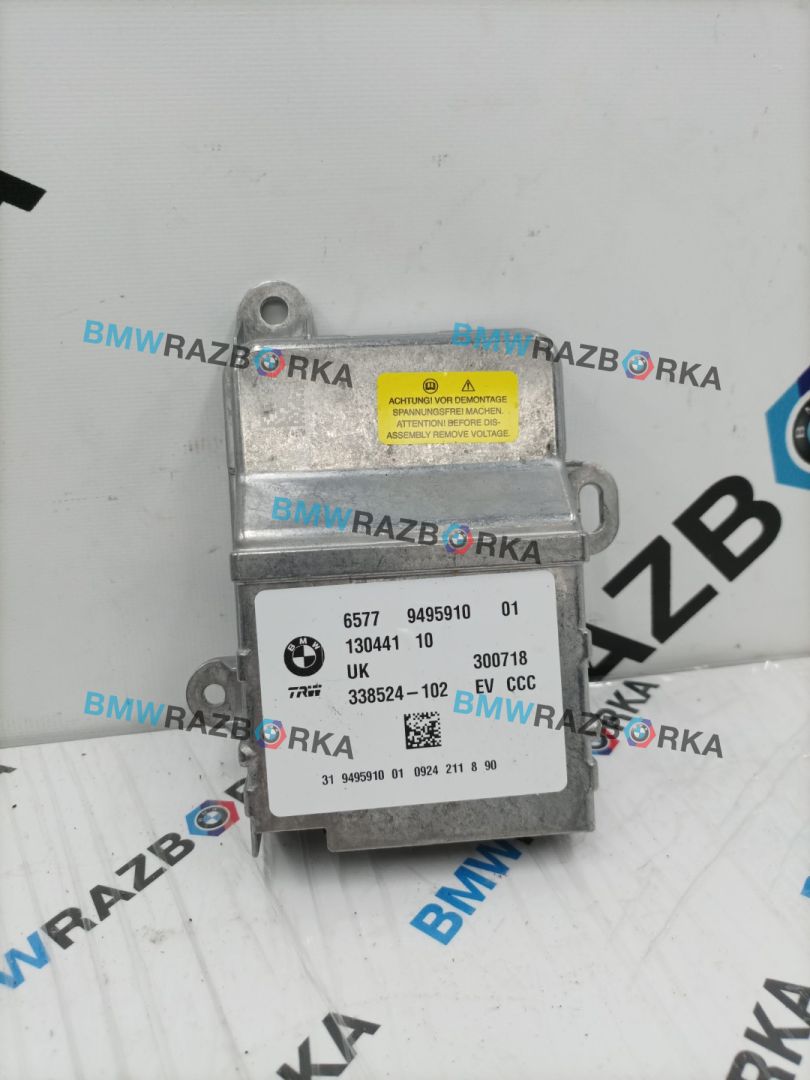 BMWRAZBORKA
BMWRAZBORKA
ACHTUNG! VOR DEMONTAGE
SPANNUNGSFREI MACHEN.
ATTENTION! BEFORE DIS-
ASSEMBLY REMOVE VOLTAGE
BMWRAZBORKA
6577 9495910 01
BMW
130441 10
UK 300718
TRW 338524-102 EV CCC
BMWRAZBORKA
BMWRAZBORKA
31 9495910 01 0924 211 8 90